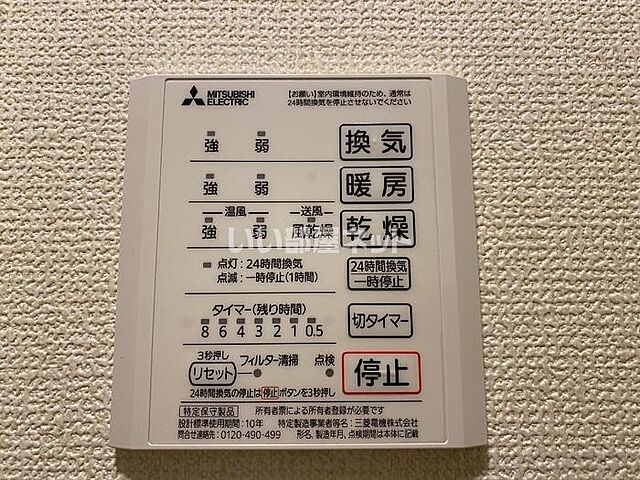 MITSUBISHI
ELECTRIC
【お願い】室内環境維持のため、通常は
24時間換気を停止させないでください
強 弱 換気
強 弱 暖房
温風 送風
強 弱 風乾燥 乾燥
いい部屋ネット
点灯:24時間換気
点滅:一時停止(1時間)
24時間換気
一時停止
タイマー(残り時間)
8 6 4 3 2 1 0.5
切タイマー
3秒押し
リセット フィルター清掃 点検
停止
24時間換気の停止は停止ボタンを3秒押し
特定保守製品 所有者票による所有者登録が必要です
設計標準使用期間:10年 特定製造事業者等名:三菱電機株式会社
問合せ連絡先:0120-490-499 形名、製造年月、点検期間は本体に記載